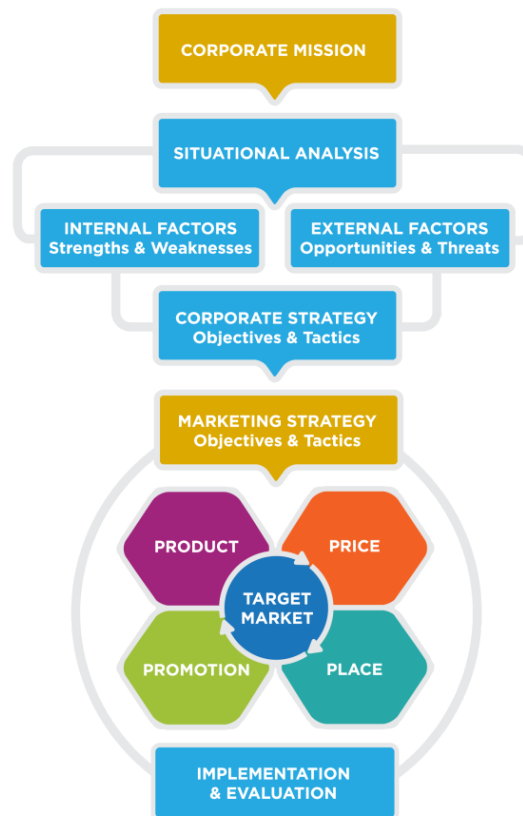 CORPORATE MISSION
SITUATIONAL ANALYSIS
INTERNAL FACTORS
Strengths & Weaknesses
EXTERNAL FACTORS
Opportunities & Threats
CORPORATE STRATEGY
Objectives & Tactics
MARKETING STRATEGY
Objectives & Tactics
PRODUCT
PRICE
TARGET
MARKET
PROMOTION
PLACE
IMPLEMENTATION
& EVALUATION